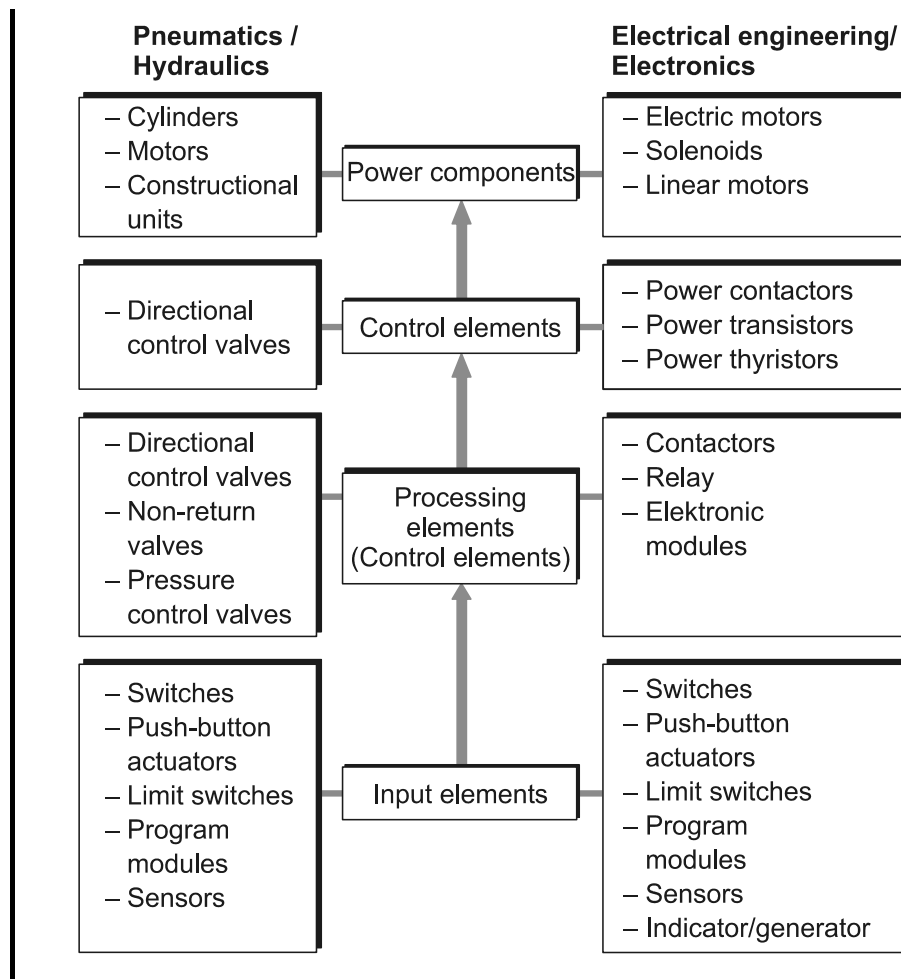 Pneumatics /
Hydraulics
Electrical engineering/
Electronics
– Cylinders
– Motors
– Constructional
units
Power components
– Electric motors
– Solenoids
– Linear motors
– Directional
control valves
Control elements
– Power contactors
– Power transistors
– Power thyristors
– Directional
control valves
– Non-return
valves
– Pressure
control valves
Processing
elements
(Control elements)
– Contactors
– Relay
– Elektronic
modules
– Switches
– Push-button
actuators
– Limit switches
– Program
modules
– Sensors
Input elements
– Switches
– Push-button
actuators
– Limit switches
– Program
modules
– Sensors
– Indicator/generator